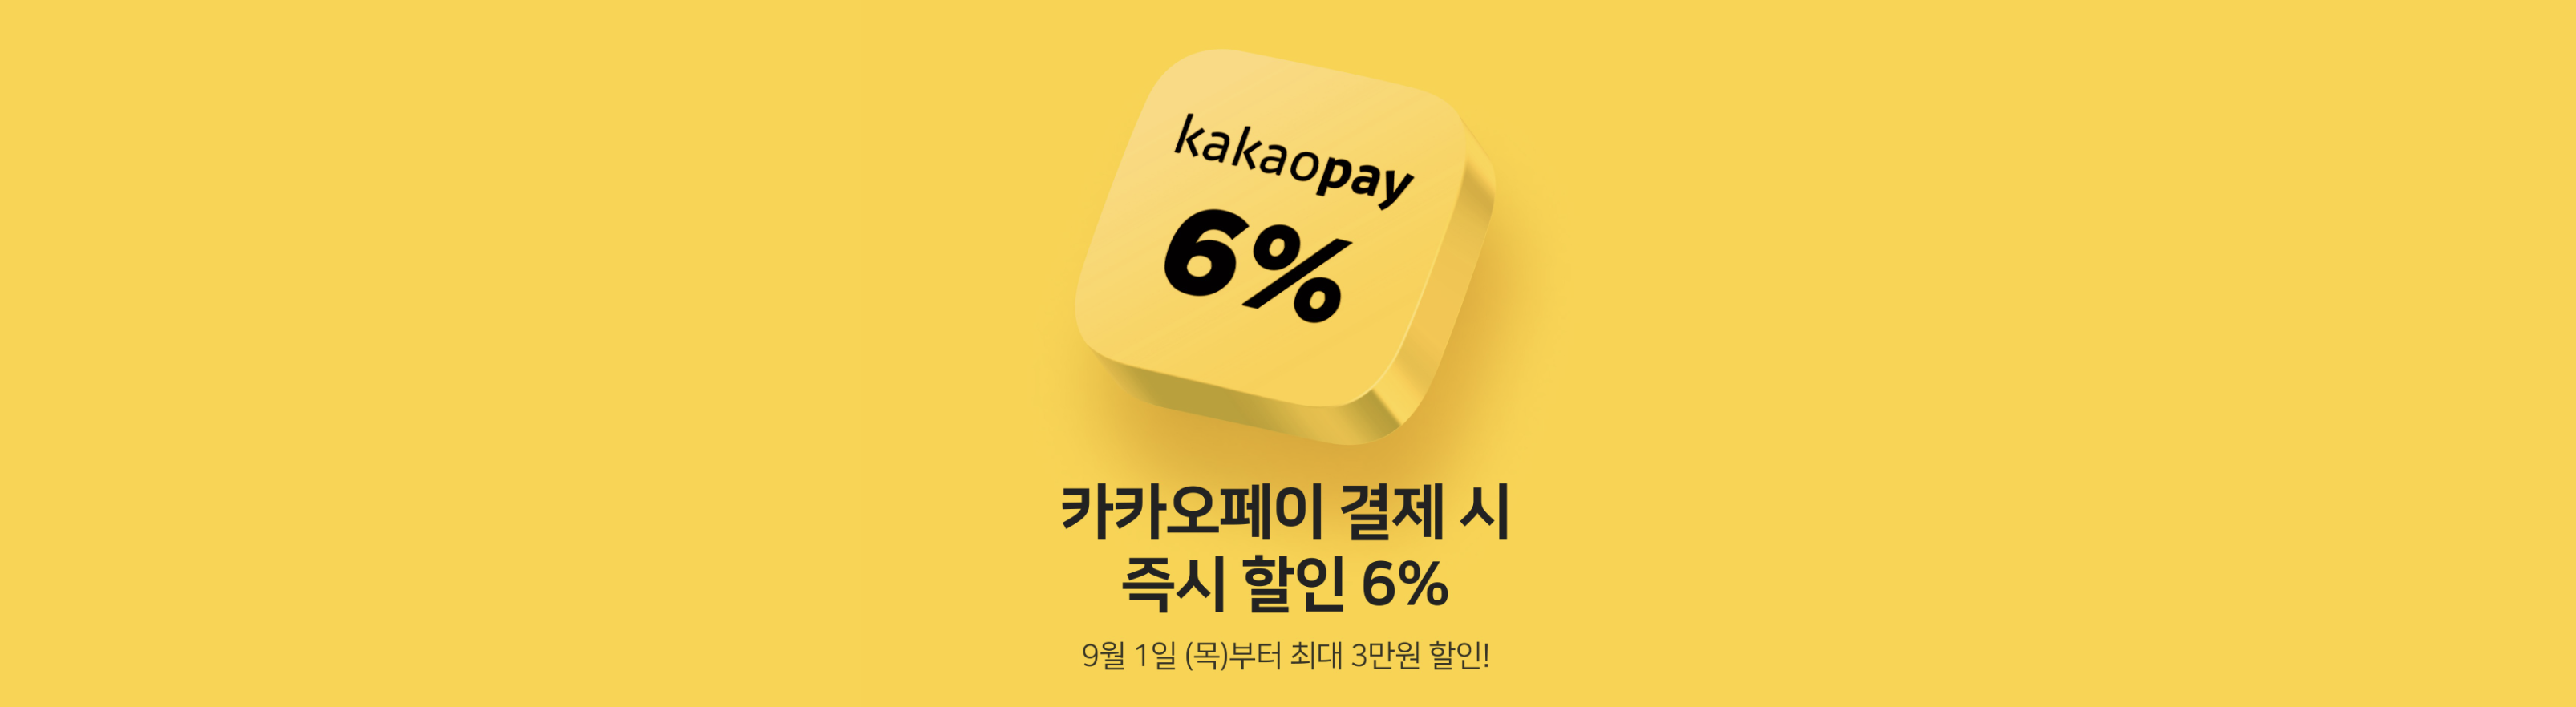 kakaopay
6%
카카오페이 결제 시
즉시 할인 6%
9월 1일 (목)부터 최대 3만원 할인!